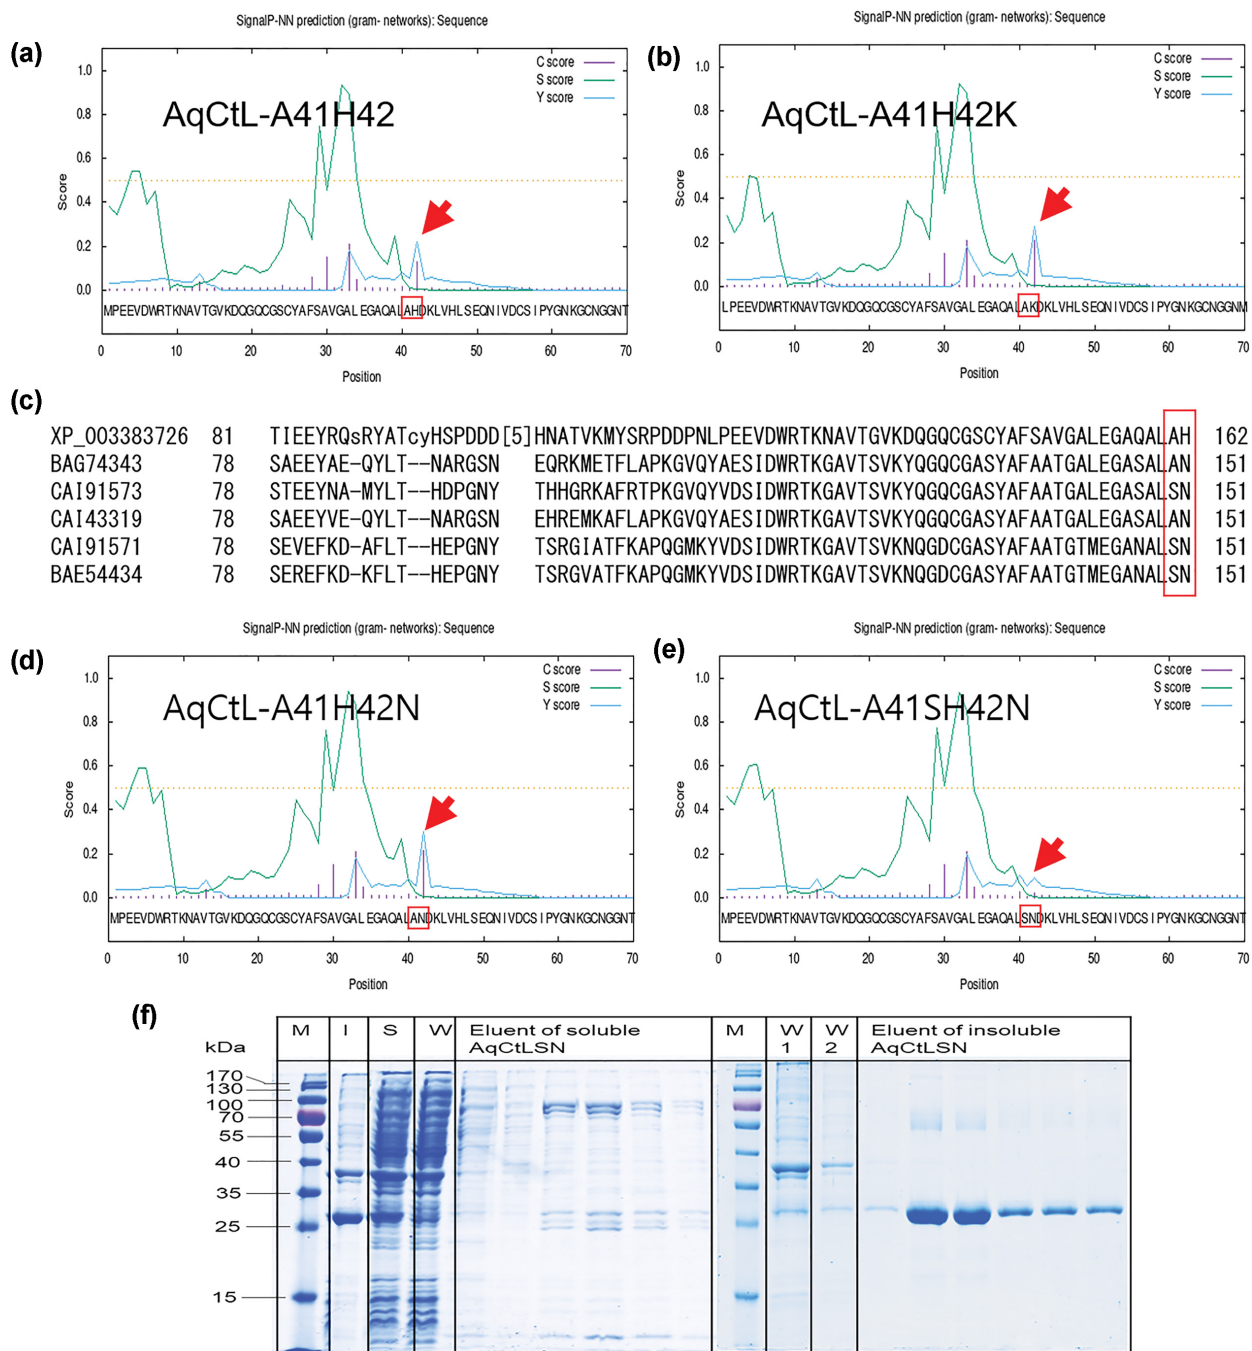 SignalP-NN prediction (gram- networks): Sequence
(a)
AqCtL-A41H42
C score
S score
Y score
Score
1.0
0.8
0.6
0.4
0.2
0.0
MPEEVDWRTKNAVTGVKDQGQCGSCYAFSAVGALEGAQALAHDKLVHLSEQNIVDCSIPYGNKGCNGGNT
0 10 20 30 40 50 60 70
Position
SignalP-NN prediction (gram- networks): Sequence
(b)
AqCtL-A41H42K
C score
S score
Y score
Score
1.0
0.8
0.6
0.4
0.2
0.0
LPEEVDWRTKNAVTGVKDQGQCGSCYAFSAVGALEGAQALAKDKLVHLSEQNIVDCSIPYGNKGCNGGNM
0 10 20 30 40 50 60 70
Position
(c)
XP_003383726 81 TIEEYRQsRYATcyHSPDDD[5]HNATVKMYSRPDDPNLPEEVDWRTKNAVTGVKDQGQCGSCYAFSAVGALEGAQALAH 162
BAG74343 78 SAEEYAE-QYLT--NARGSN EQRKMETFLAPKGVQYAESIDWRTKGAVTSVKYQGQCGASYAFAATGALEGASALAN 151
CAI91573 78 STEEYNA-MYLT--HDPGNY THHGRKAFRTPKGVQYVDSIDWRTKGAVTSVKYQGQCGASYAFAATGALEGASALSN 151
CAI43319 78 SAEEYVE-QYLT--NARGSN EHREMKAFLAPKGVQYAESIDWRTKGAVTSVKYQGQCGASYAFAATGALEGASALAN 151
CAI91571 78 SEVEFKD-AFLT--HEPGNY TSRGIATFKAPQGMKYVDSIDWRTKGAVTSVKNQGDCGASYAFAATGTMEGANALSN 151
BAE54434 78 SEREFKD-KFLT--HEPGNY TSRGVATFKAPQGMKYVDSIDWRTKGAVTSVKNQGDCGASYAFAATGTMEGANALSN 151
SignalP-NN prediction (gram- networks): Sequence
(d)
AqCtL-A41H42N
C score
S score
Y score
Score
1.0
0.8
0.6
0.4
0.2
0.0
MPEEVDWRTKNAVTGVKDQGQCGSCYAFSAVGALEGAQALANDKLVHLSEQNIVDCSIPYGNKGCNGGNT
0 10 20 30 40 50 60 70
Position
SignalP-NN prediction (gram- networks): Sequence
(e)
AqCtL-A41SH42N
C score
S score
Y score
Score
1.0
0.8
0.6
0.4
0.2
0.0
MPEEVDWRTKNAVTGVKDQGQCGSCYAFSAVGALEGAQALSNDKLVHLSEQNIVDCSIPYGNKGCNGGNT
0 10 20 30 40 50 60 70
Position
(f)
kDa
M I S W Eluent of soluble AqCtLSN M W1 W2 Eluent of insoluble AqCtLSN
170
130
100
70
55
40
35
25
15